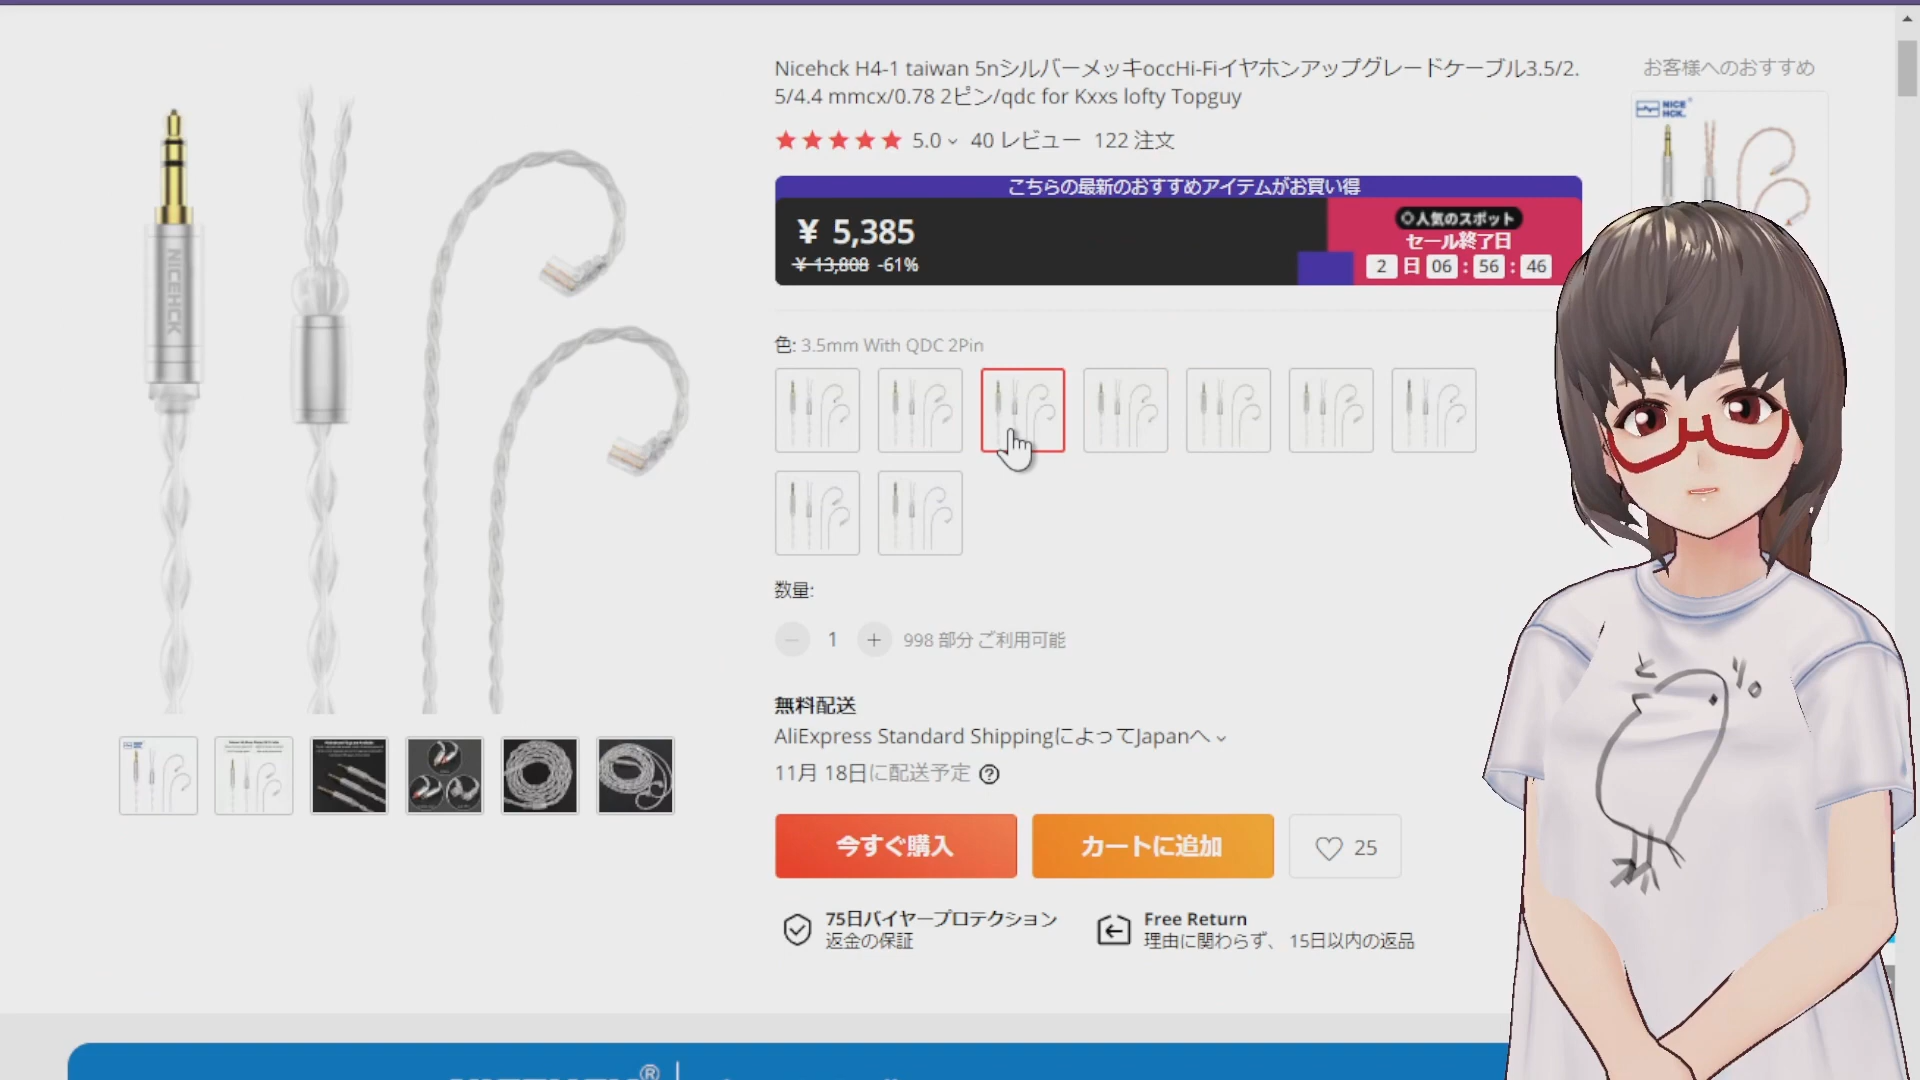 Nicehck H4-1 taiwan 5nシルバーメッキoccHi-Fiイヤホンアップグレードケーブル3.5/2.
5/4.4 mmcx/0.78 2ピン/qdc for Kxxs lofty Topguy
5.0 40 レビュー 122 注文
こちらの最新のおすすめアイテムがお買い得
¥ 5,385
¥ 13,808 -61%
人気のスポット
セール終了日
2 日 06 : 56 : 46
色: 3.5mm With QDC 2Pin
数量:
1 998 部分 ご利用可能
無料配送
AliExpress Standard ShippingによってJapanへ
11月 18日に配送予定
今すぐ購入
カートに追加
25
75日バイヤープロテクション
返金の保証
Free Return
理由に関わらず、 15日以内の返品
お客様へのおすすめ
NICE
HCK
NICEHCK
とりo